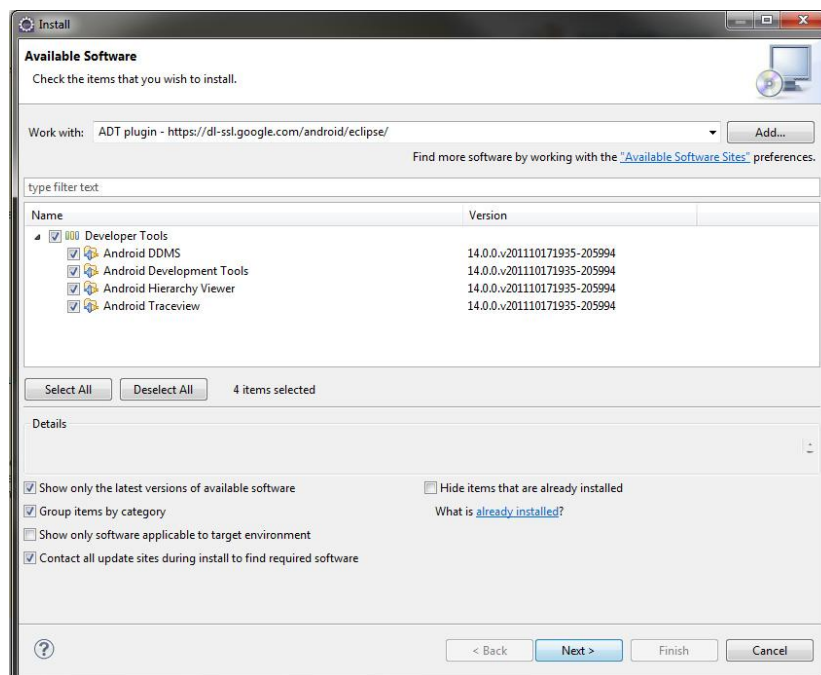 Install
Available Software
Check the items that you wish to install.
Work with: ADT plugin - https://dl-ssl.google.com/android/eclipse/ Add...
Find more software by working with the "Available Software Sites" preferences.
type filter text
Name Version
Developer Tools
Android DDMS 14.0.0.v201110171935-205994
Android Development Tools 14.0.0.v201110171935-205994
Android Hierarchy Viewer 14.0.0.v201110171935-205994
Android Traceview 14.0.0.v201110171935-205994
Select All Deselect All 4 items selected
Details
Show only the latest versions of available software Hide items that are already installed
Group items by category What is already installed?
Show only software applicable to target environment
Contact all update sites during install to find required software
? < Back Next > Finish Cancel